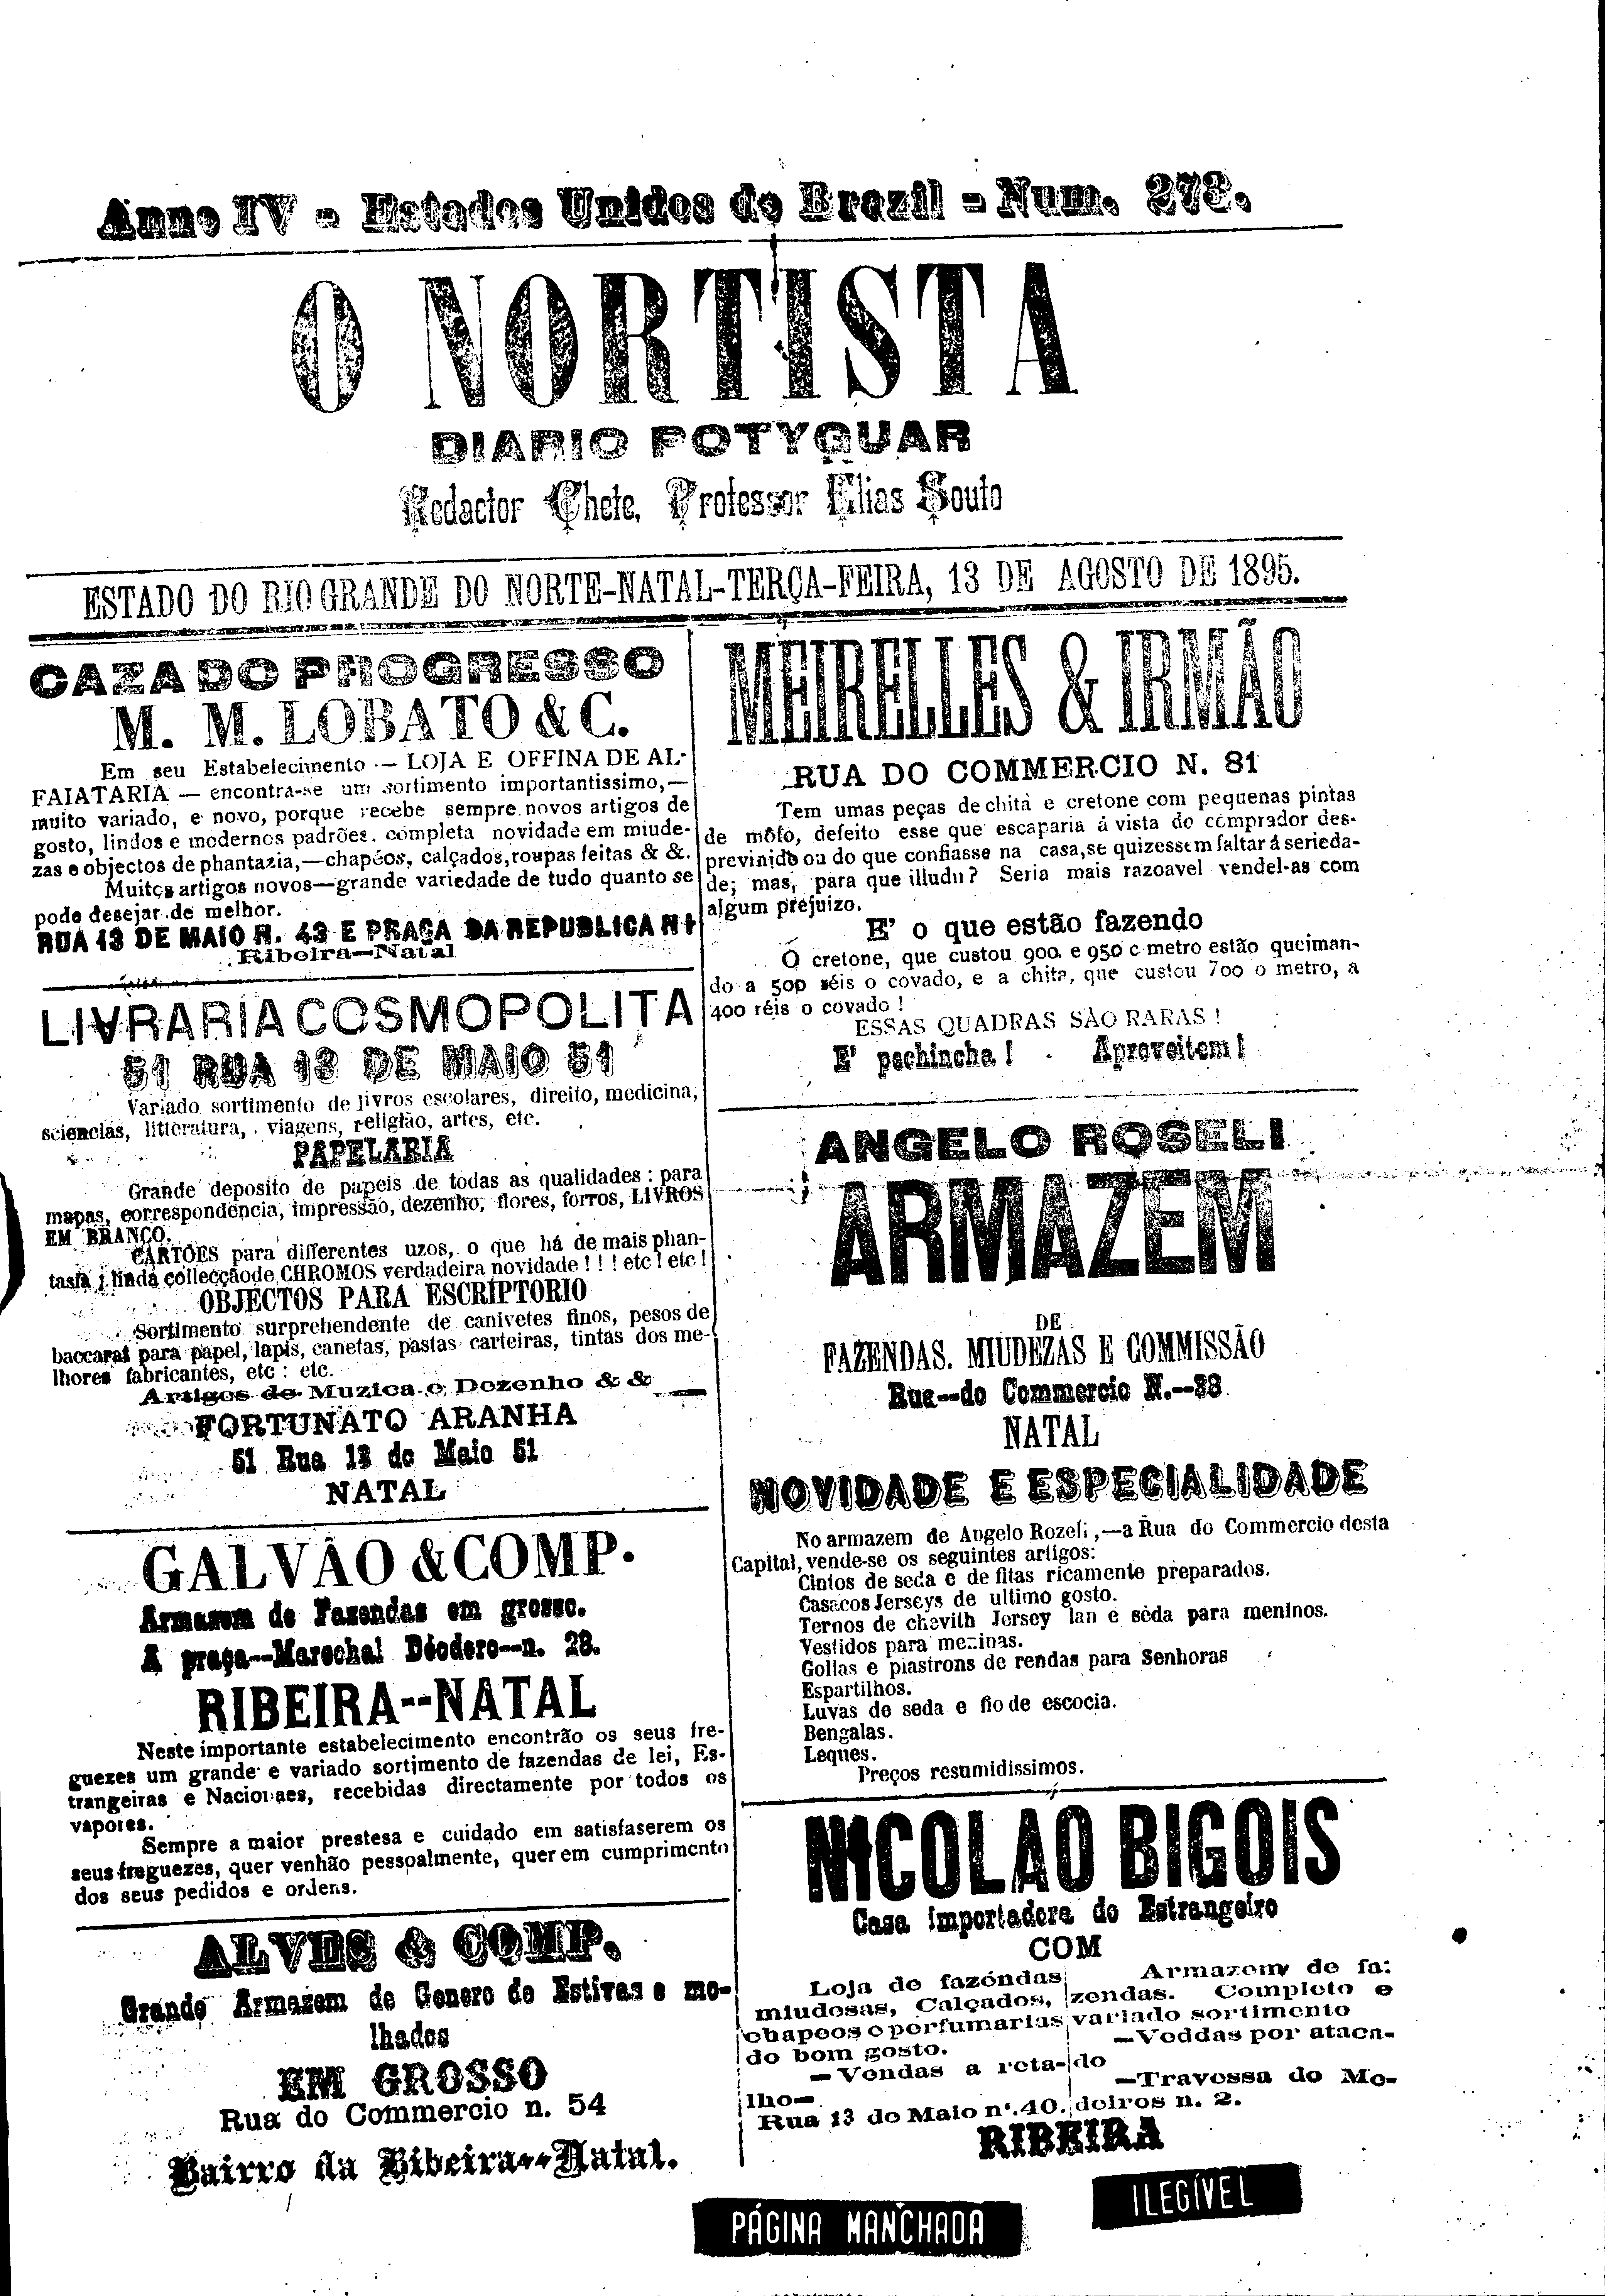 Anno IV - Estados Unidos do Brazil - Num. 273.
O NORTISTA
DIARIO POTYGUAR
Redactor Chefe, Professor Elias Souto
ESTADO DO RIO GRANDE DO NORTE-NATAL-TERÇA-FEIRA, 13 DE AGOSTO DE 1895.
CAZA DO PROGRESSO
M. M. LOBATO & C.
Em seu Estabelecimento — LOJA E OFFINA DE AL-
FAIATARIA — encontra-se um sortimento importantissimo,—
muito variado, e novo, porque recebe sempre novos artigos de
gosto, lindos e modernos padrões. completa novidade em miude-
zas e objectos de phantazia,—chapéos, calçados, roupas feitas & &.
Muitos artigos novos—grande variedade de tudo quanto se
pode desejar de melhor.
RUA 13 DE MAIO N. 43 E PRAÇA DA REPUBLICA N 1
Ribeira—Natal
LIVRARIA COSMOPOLITA
51 RUA 13 DE MAIO 51
Variado sortimento de livros escolares, direito, medicina,
sciencias, litteratura, viagens, religião, artes, etc.
PAPELARIA
Grande deposito de papeis de todas as qualidades : para
mapas, correspondencia, impressão, dezenho, flores, forros, LIVROS
EM BRANCO.
CARTÕES para differentes uzos, o que há de mais phan-
tasia ; linda collecção de CHROMOS verdadeira novidade ! ! ! etc ! etc !
OBJECTOS PARA ESCRIPTORIO
Sortimento surprehendente de canivetes finos, pesos de
baccarat para papel, lapis, canetas, pastas carteiras, tintas dos me-
lhores fabricantes, etc : etc.
Artigos de Muzica e Dezenho & &
FORTUNATO ARANHA
51 Rua 13 de Maio 51
NATAL
GALVÃO & COMP.
Armasem de Fasendas em grosso.
A praça--Marechal Déodoro--n. 28.
RIBEIRA--NATAL
Neste importante estabelecimento encontrão os seus fre-
guezes um grande e variado sortimento de fazendas de lei, Es-
trangeiras e Nacionaes, recebidas directamente por todos os
vapores.
Sempre a maior prestesa e cuidado em satisfaserem os
seus freguezes, quer venhão pessoalmente, quer em cumprimento
dos seus pedidos e ordens.
ALVES & COMP.
Grande Armasem de Genero de Estivas e mo-
lhados
EM GROSSO
Rua do Commercio n. 54
Bairro da Ribeira--Natal.
MEIRELLES & IRMÃO
RUA DO COMMERCIO N. 81
Tem umas peças de chita e cretone com pequenas pintas
de môfo, defeito esse que escaparia á vista do comprador des-
previnido ou do que confiasse na casa, se quizessem faltar á serieda-
de; mas, para que illudir? Seria mais razoavel vendel-as com
algum prejuizo.
E' o que estão fazendo
O cretone, que custou 900 e 950 o metro estão queiman-
do a 500 réis o covado, e a chita, que custou 700 o metro, a
400 réis o covado !
ESSAS QUADRAS SÃO RARAS !
E' pechincha ! . Aproveitem !
ANGELO ROSELI
ARMAZEM
DE
FAZENDAS. MIUDEZAS E COMMISSÃO
Rua--do Commercio N.--33
NATAL
NOVIDADE E ESPECIALIDADE
No armazem de Angelo Rozeli,—a Rua do Commercio desta
Capital, vende-se os seguintes artigos:
Cintos de seda e de fitas ricamente preparados.
Casacos Jerseys de ultimo gosto.
Ternos de chevith Jersey lan e sèda para meninos.
Vestidos para meninas.
Gollas e piastrons de rendas para Senhoras
Espartilhos.
Luvas de seda e fio de escocia.
Bengalas.
Leques.
Preços resumidissimos.
NICOLAO BIGOIS
Casa importadora do Estrangeiro
COM
Loja de fazéndas
miudosas, Calçados,
chapeos e perfumarias
do bom gosto.
—Vendas a reta-
lho—
Rua 13 do Maio n'. 40.
Armazem de fa:
zendas. Completo e
variado sortimento
—Veddas por ataca-
do
—Travessa do Mo-
deiros n. 2.
RIBEIRA
PÁGINA MANCHADA
ILEGÍVEL